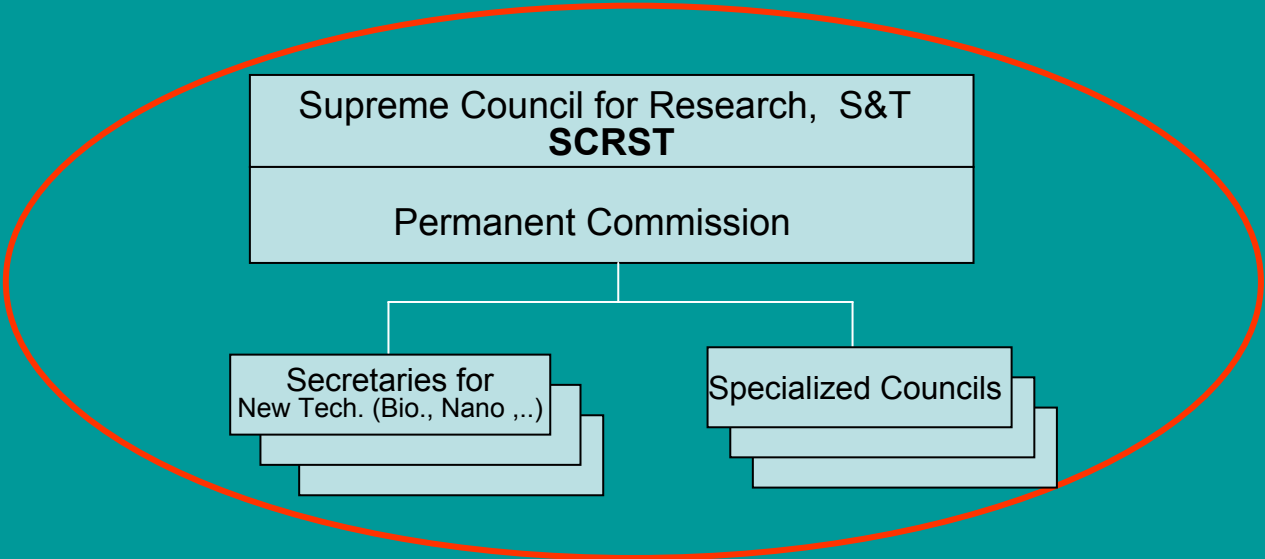 Supreme Council for Research, S&T
SCRST
Permanent Commission
Secretaries for
New Tech. (Bio., Nano ,..)
Specialized Councils